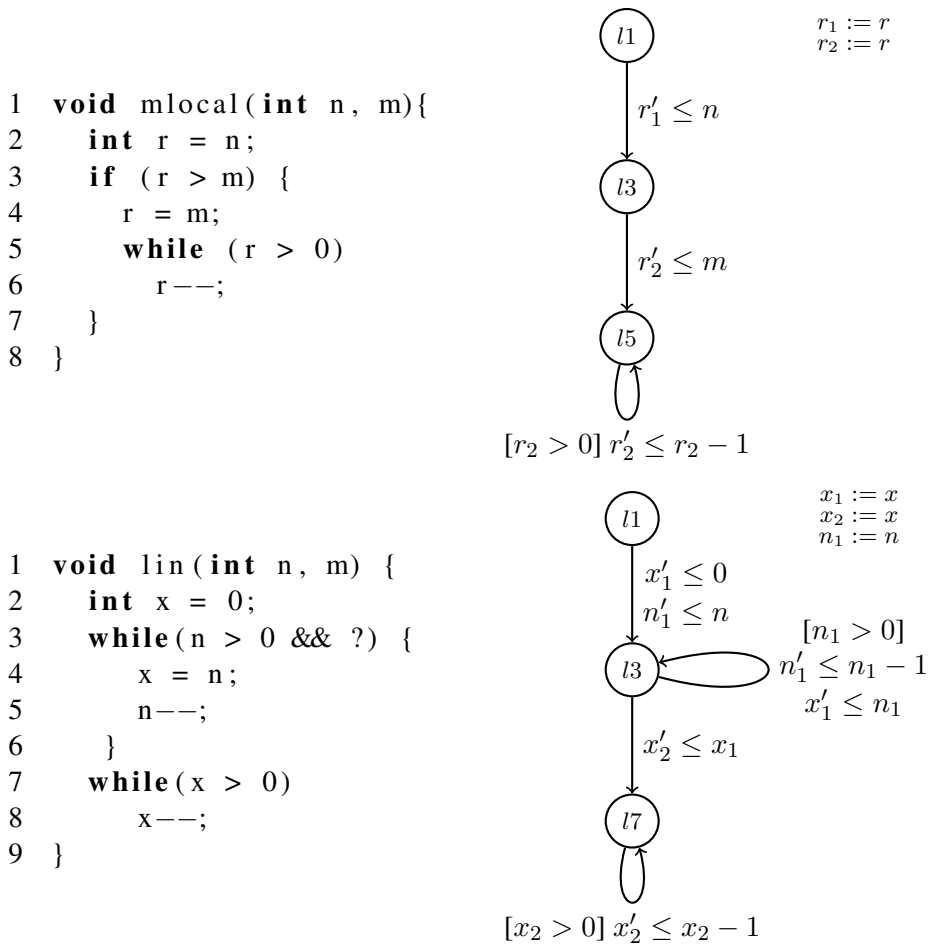 l1
r₁ := r
r₂ := r
1 void mlocal(int n, m){
2 int r = n;
3 if (r > m) {
4 r = m;
5 while (r > 0)
6 r−−;
7 }
8 }
r′₁ ≤ n
l3
r′₂ ≤ m
l5
[r₂ > 0] r′₂ ≤ r₂ − 1
l1
x₁ := x
x₂ := x
n₁ := n
1 void lin(int n, m) {
2 int x = 0;
3 while(n > 0 && ?) {
4 x = n;
5 n−−;
6 }
7 while(x > 0)
8 x−−;
9 }
x′₁ ≤ 0
n′₁ ≤ n
l3
[n₁ > 0]
n′₁ ≤ n₁ − 1
x′₁ ≤ n₁
x′₂ ≤ x₁
l7
[x₂ > 0] x′₂ ≤ x₂ − 1